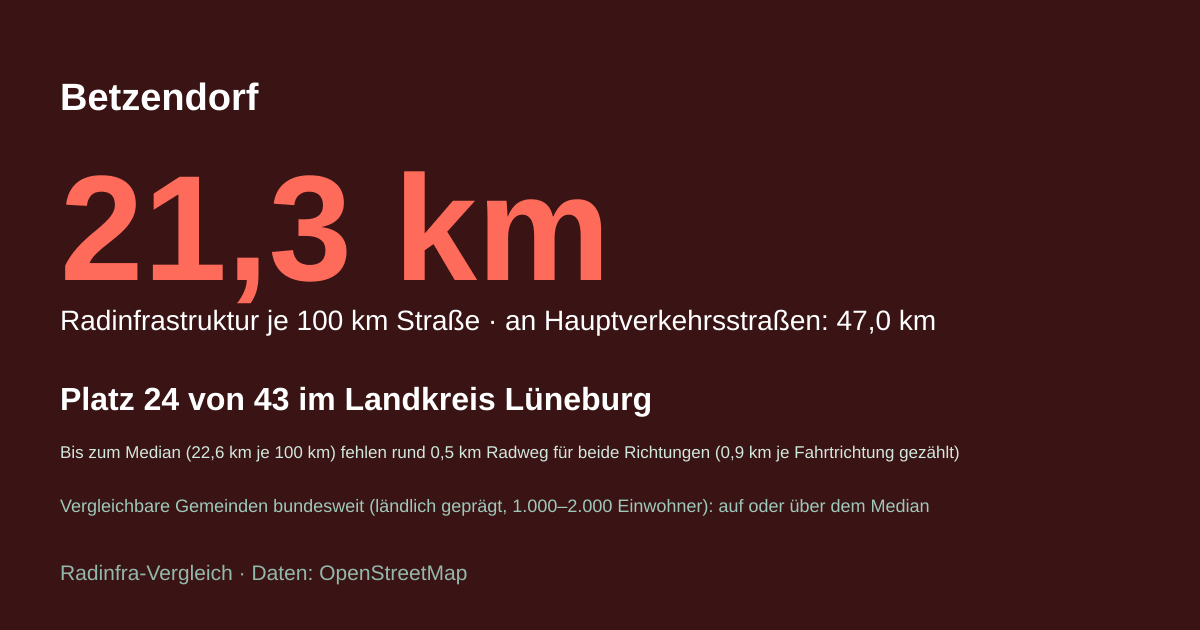 Betzendorf
21,3 km
Radinfrastruktur je 100 km Straße · an Hauptverkehrsstraßen: 47,0 km
Platz 24 von 43 im Landkreis Lüneburg
Bis zum Median (22,6 km je 100 km) fehlen rund 0,5 km Radweg für beide Richtungen (0,9 km je Fahrtrichtung gezählt)
Vergleichbare Gemeinden bundesweit (ländlich geprägt, 1.000–2.000 Einwohner): auf oder über dem Median
Radinfra-Vergleich · Daten: OpenStreetMap